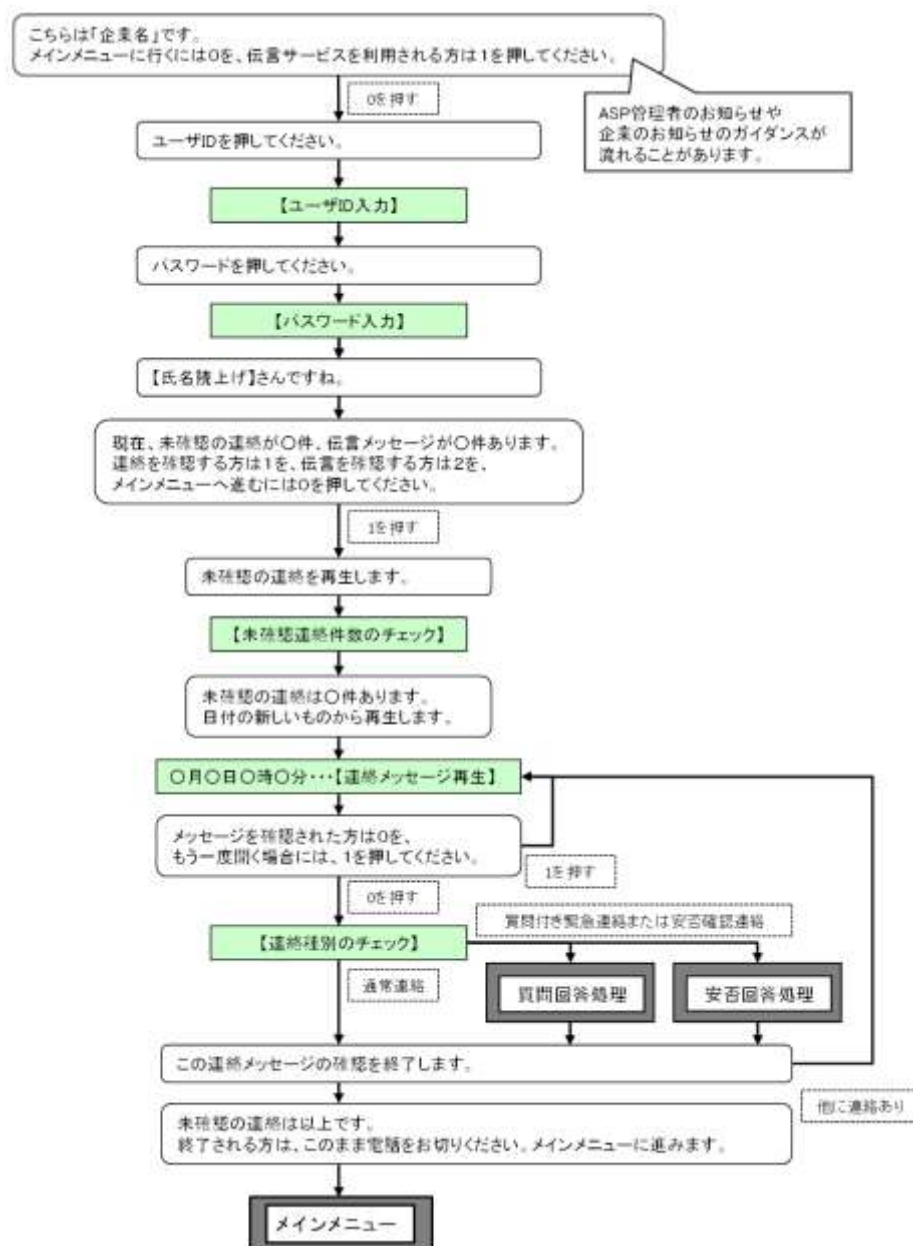 こちらは「企業名」です。
メインメニューに行くには0を、伝言サービスを利用される方は1を押してください。
0を押す
ASP管理者のお知らせや
企業のお知らせのガイダンスが
流れることがあります。
ユーザIDを押してください。
【ユーザID入力】
パスワードを押してください。
【パスワード入力】
【氏名読上げ】さんですね。
現在、未確認の連絡が〇件、伝言メッセージが〇件あります。
連絡を確認する方は1を、伝言を確認する方は2を、
メインメニューへ進むには0を押してください。
1を押す
未確認の連絡を再生します。
【未確認連絡件数のチェック】
未確認の連絡は〇件あります。
日付の新しいものから再生します。
〇月〇日〇時〇分・・・【連絡メッセージ再生】
メッセージを確認された方は0を、
もう一度聞く場合には、1を押してください。
1を押す
0を押す
質問付き緊急連絡または安否確認連絡
【連絡種別のチェック】
通常連絡
質問回答処理
安否回答処理
この連絡メッセージの確認を終了します。
他に連絡あり
未確認の連絡は以上です。
終了される方は、このまま電話をお切りください。メインメニューに進みます。
メインメニュー